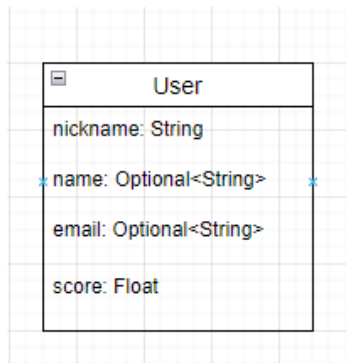 User
nickname: String
name: Optional<String>
email: Optional<String>
score: Float